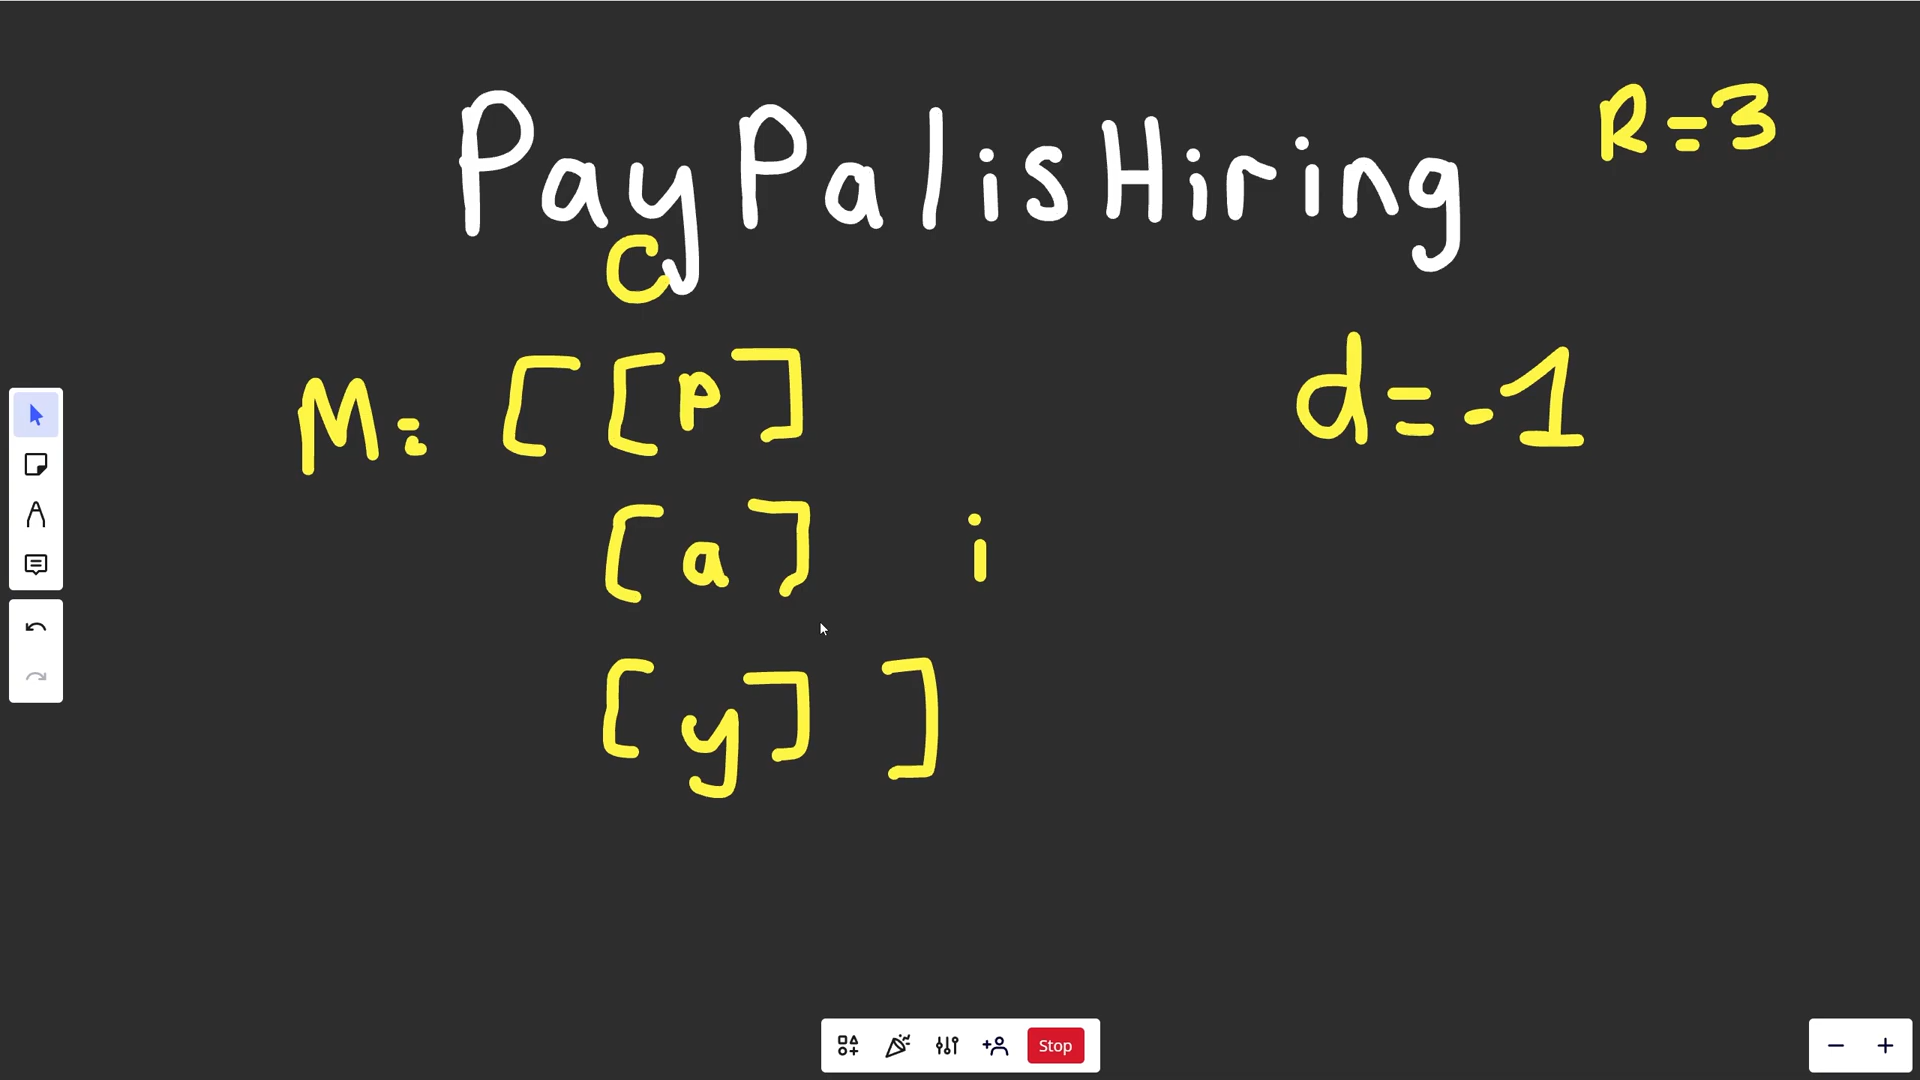 PayPalisHiring
R=3
C
M= [[p]
d=-1
[a] i
[y]]
Stop